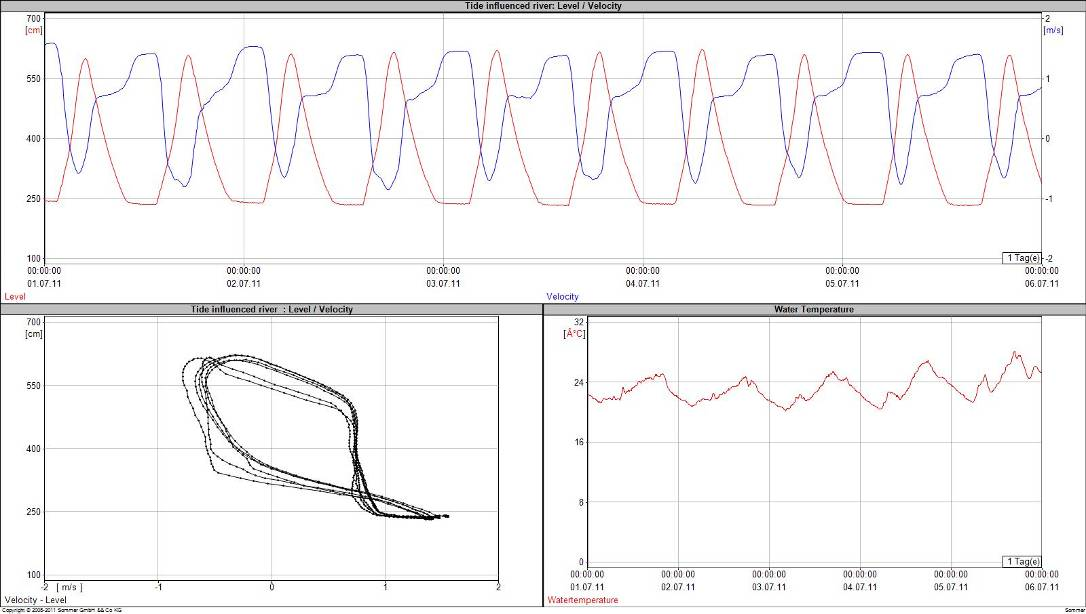 Tide influenced river: Level / Velocity
700
[cm]
550
400
250
100
2
[m/s]
1
0
-1
-2
1 Tag(e)
00:00:00 00:00:00 00:00:00 00:00:00 00:00:00 00:00:00
01.07.11 02.07.11 03.07.11 04.07.11 05.07.11 06.07.11
Level Velocity
Tide influenced river : Level / Velocity
700
[cm]
550
400
250
100
-2 [ m/s ] -1 0 1 2
Velocity - Level
Water Temperature
32
[Â°C]
24
16
8
0
1 Tag(e)
00:00:00 00:00:00 00:00:00 00:00:00 00:00:00 00:00:00
01.07.11 02.07.11 03.07.11 04.07.11 05.07.11 06.07.11
Watertemperature
Copyright © 2005-2011 Sommer GmbH && Co KG Sommer